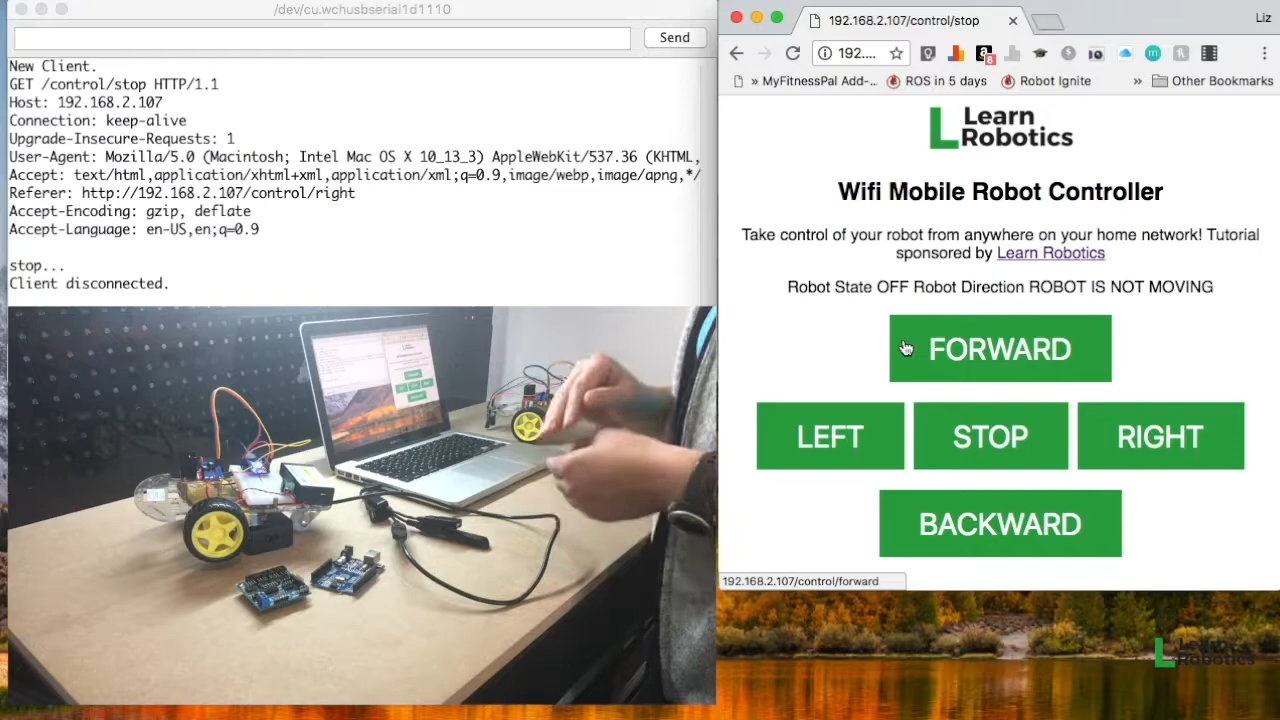 /dev/cu.wchusbserial1d1110
Send
New Client.
GET /control/stop HTTP/1.1
Host: 192.168.2.107
Connection: keep-alive
Upgrade-Insecure-Requests: 1
User-Agent: Mozilla/5.0 (Macintosh; Intel Mac OS X 10_13_3) AppleWebKit/537.36 (KHTML,
Accept: text/html,application/xhtml+xml,application/xml;q=0.9,image/webp,image/apng,*/
Referer: http://192.168.2.107/control/right
Accept-Encoding: gzip, deflate
Accept-Language: en-US,en;q=0.9
stop...
Client disconnected.
192.168.2.107/control/stop
Liz
192....
8
» MyFitnessPal Add-... ROS in 5 days Robot Ignite » Other Bookmarks
Learn
Robotics
Wifi Mobile Robot Controller
Take control of your robot from anywhere on your home network! Tutorial
sponsored by Learn Robotics
Robot State OFF Robot Direction ROBOT IS NOT MOVING
FORWARD
LEFT STOP RIGHT
BACKWARD
192.168.2.107/control/forward
Learn
Robotics